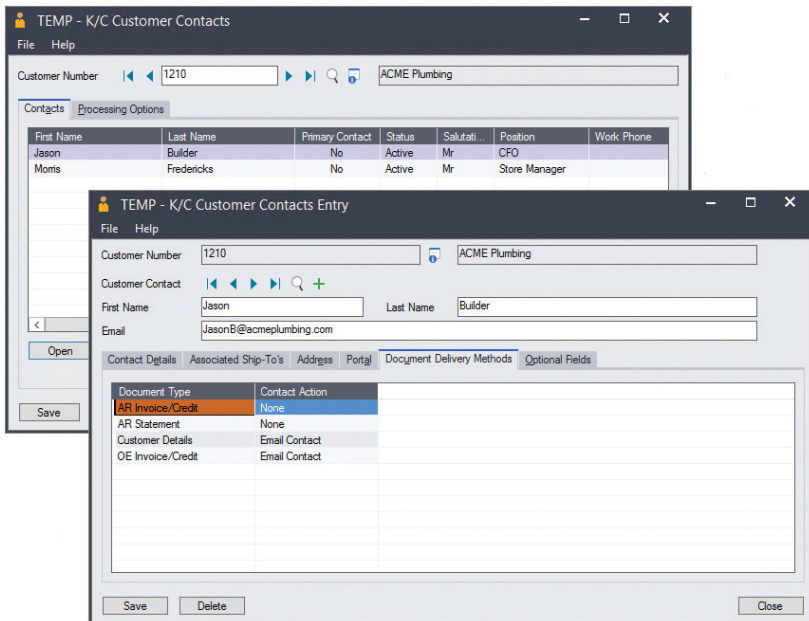 TEMP - K/C Customer Contacts
File Help
Customer Number 1210 ACME Plumbing
Contacts Processing Options
First Name Last Name Primary Contact Status Salutati... Position Work Phone
Jason Builder No Active Mr CFO
Morris Fredericks No Active Mr Store Manager
Open
Save
TEMP - K/C Customer Contacts Entry
File Help
Customer Number 1210 ACME Plumbing
Customer Contact
First Name Jason Last Name Builder
Email JasonB@acmeplumbing.com
Contact Details Associated Ship-To's Address Portal Document Delivery Methods Optional Fields
Document Type Contact Action
AR Invoice/Credit None
AR Statement None
Customer Details Email Contact
OE Invoice/Credit Email Contact
Save Delete Close